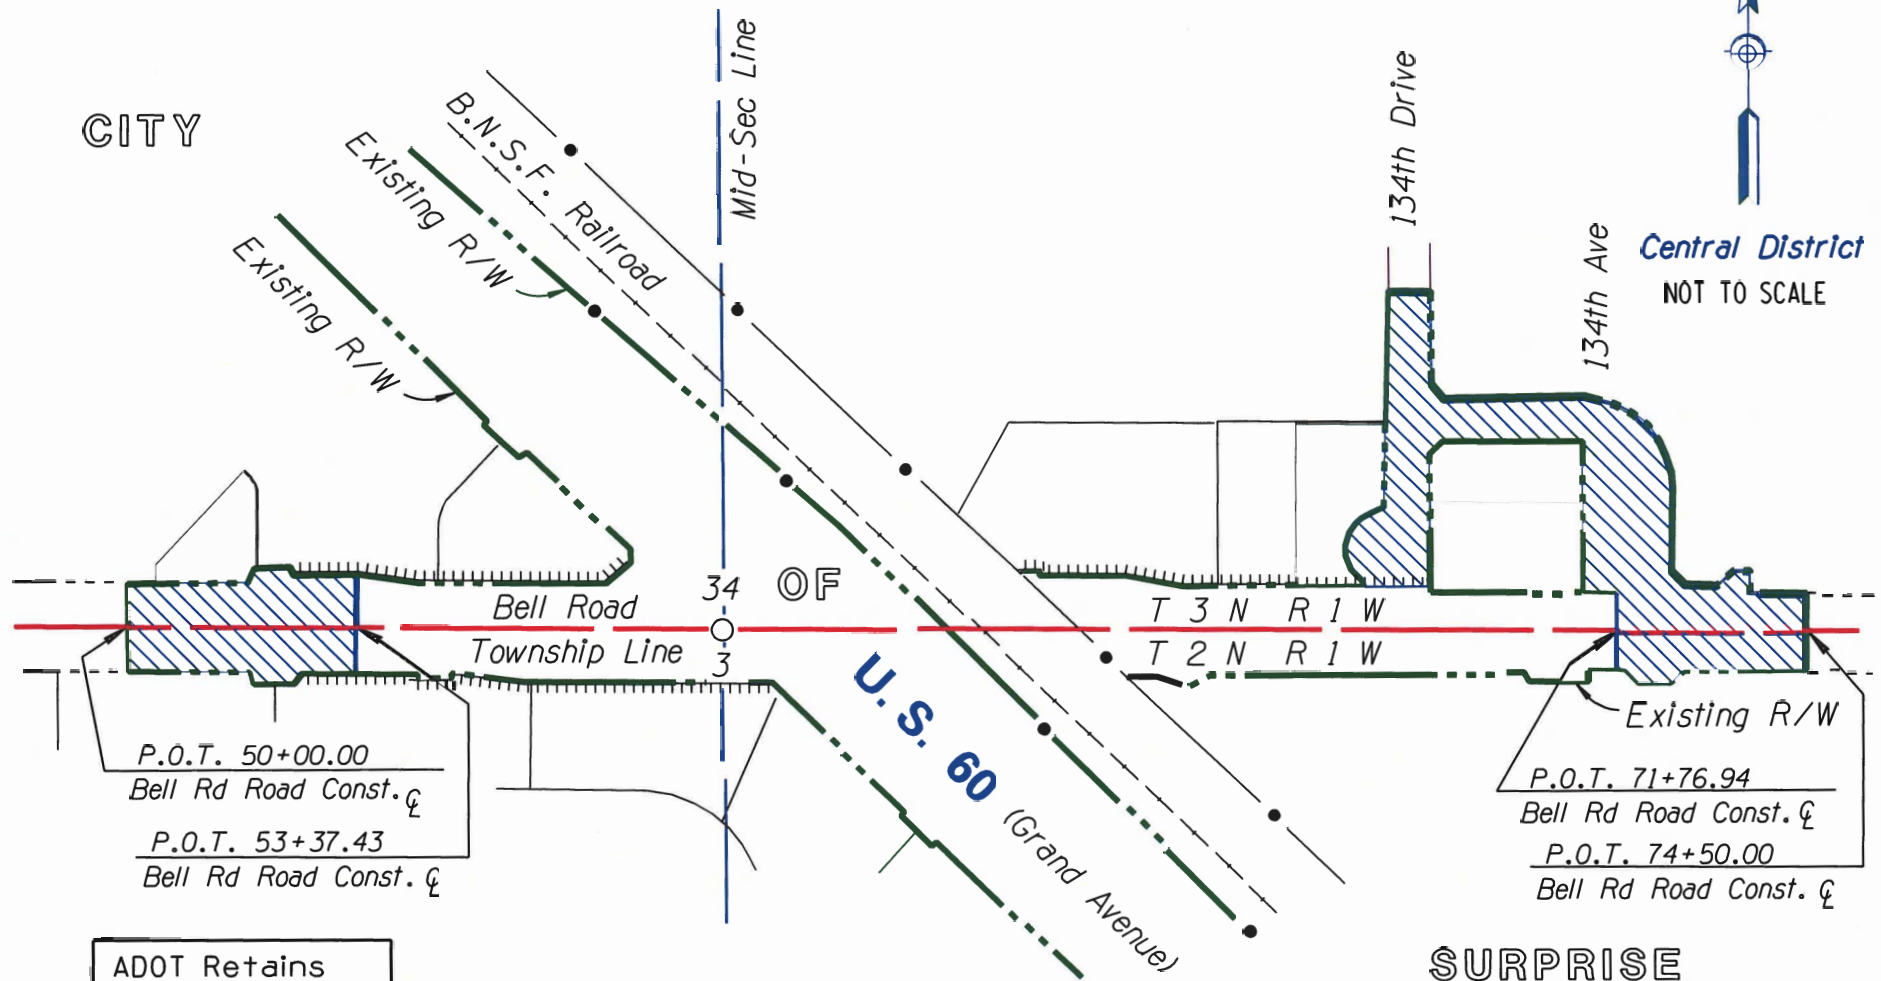 CITY
Mid-Sec Line
B.N.S.F. Railroad
Existing R/W
Existing R/W
134th Drive
134th Ave
Central District
NOT TO SCALE
34
OF
Bell Road
T 3 N R 1 W
Township Line
3
T 2 N R 1 W
U.S. 60
(Grand Avenue)
Existing R/W
P.O.T. 50+00.00
Bell Rd Road Const. ℄
P.O.T. 53+37.43
Bell Rd Road Const. ℄
P.O.T. 71+76.94
Bell Rd Road Const. ℄
P.O.T. 74+50.00
Bell Rd Road Const. ℄
ADOT Retains
SURPRISE